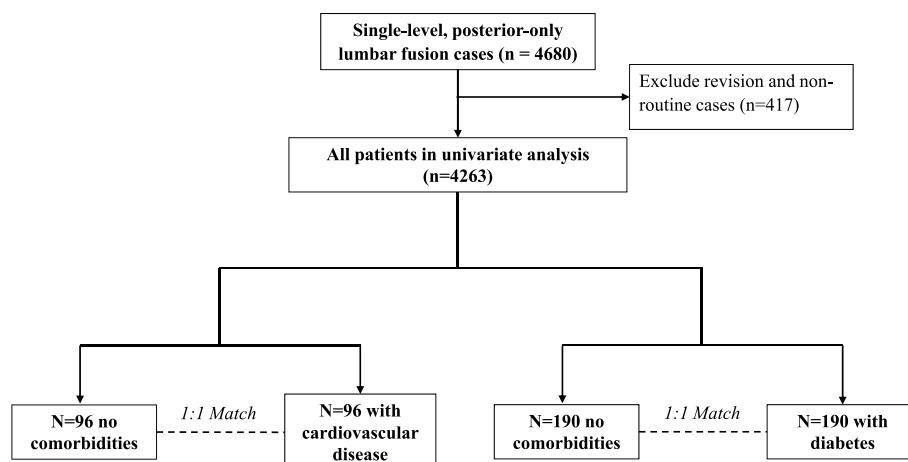 Single-level, posterior-only
lumbar fusion cases (n = 4680)
Exclude revision and non-
routine cases (n=417)
All patients in univariate analysis
(n=4263)
N=96 no
comorbidities
1:1 Match
N=96 with
cardiovascular
disease
N=190 no
comorbidities
1:1 Match
N=190 with
diabetes